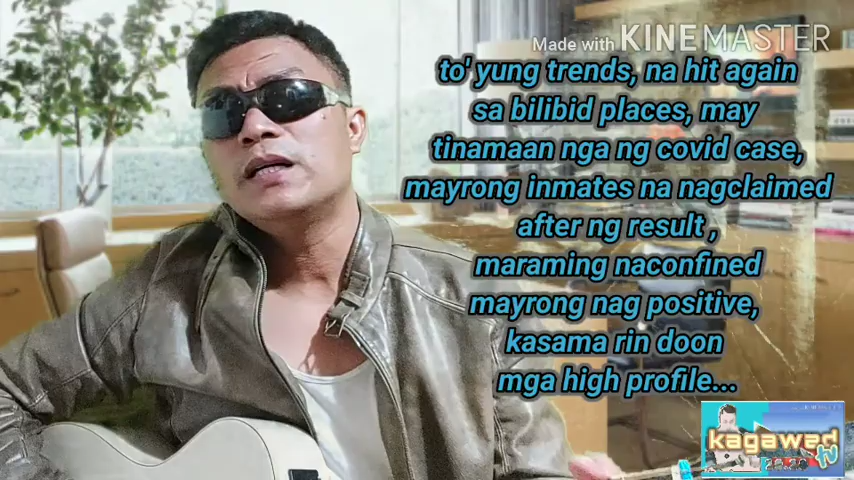 Made with KINEMASTER
to' yung trends, na hit again
sa bilibid places, may
tinamaan nga ng covid case,
mayrong inmates na nagclaimed
after ng result ,
maraming naconfined
mayrong nag positive,
kasama rin doon
mga high profile...
kagawad
tv